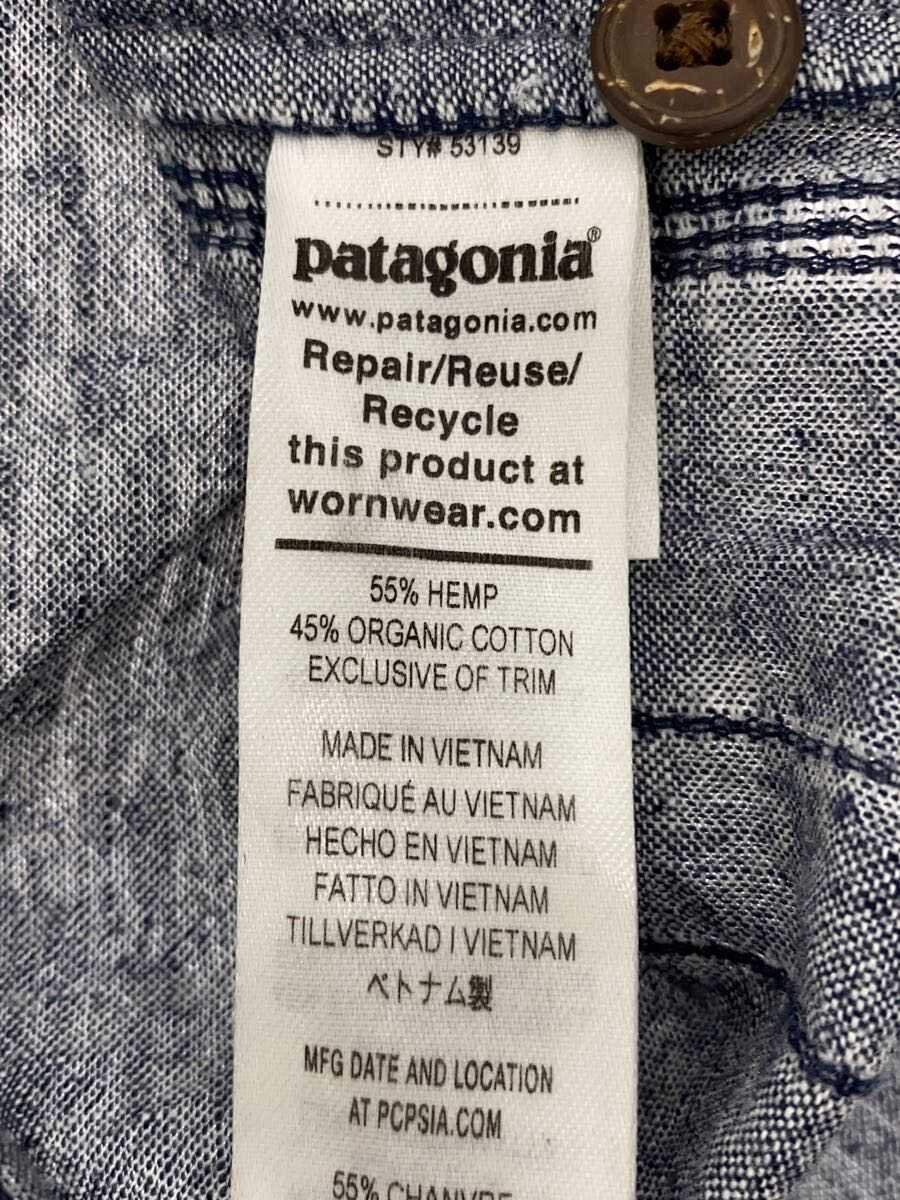 STY# 53139
patagonia®
www.patagonia.com
Repair/Reuse/
Recycle
this product at
wornwear.com
55% HEMP
45% ORGANIC COTTON
EXCLUSIVE OF TRIM
MADE IN VIETNAM
FABRIQUÉ AU VIETNAM
HECHO EN VIETNAM
FATTO IN VIETNAM
TILLVERKAD I VIETNAM
ベトナム製
MFG DATE AND LOCATION
AT PCPSIA.COM
55% CHANVRE